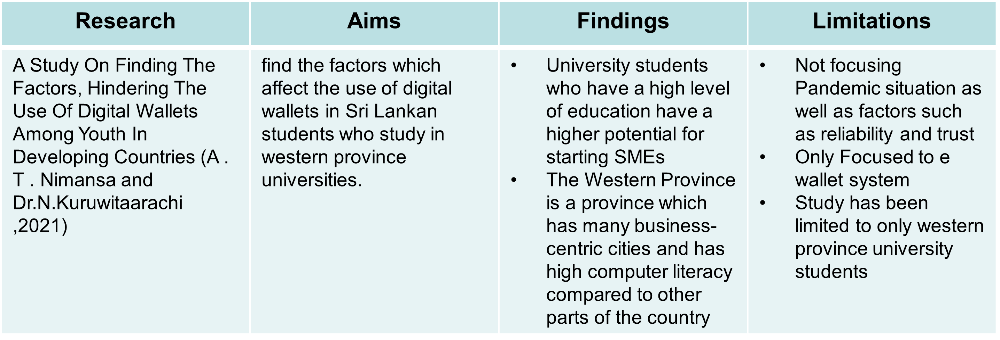 Research
Aims
Findings
Limitations
A Study On Finding The
Factors, Hindering The
Use Of Digital Wallets
Among Youth In
Developing Countries (A .
T . Nimansa and
Dr.N.Kuruwitaarachi
,2021)
find the factors which
affect the use of digital
wallets in Sri Lankan
students who study in
western province
universities.
• University students
who have a high level
of education have a
higher potential for
starting SMEs
• The Western Province
is a province which
has many business-
centric cities and has
high computer literacy
compared to other
parts of the country
• Not focusing
Pandemic situation as
well as factors such
as reliability and trust
• Only Focused to e
wallet system
• Study has been
limited to only western
province university
students